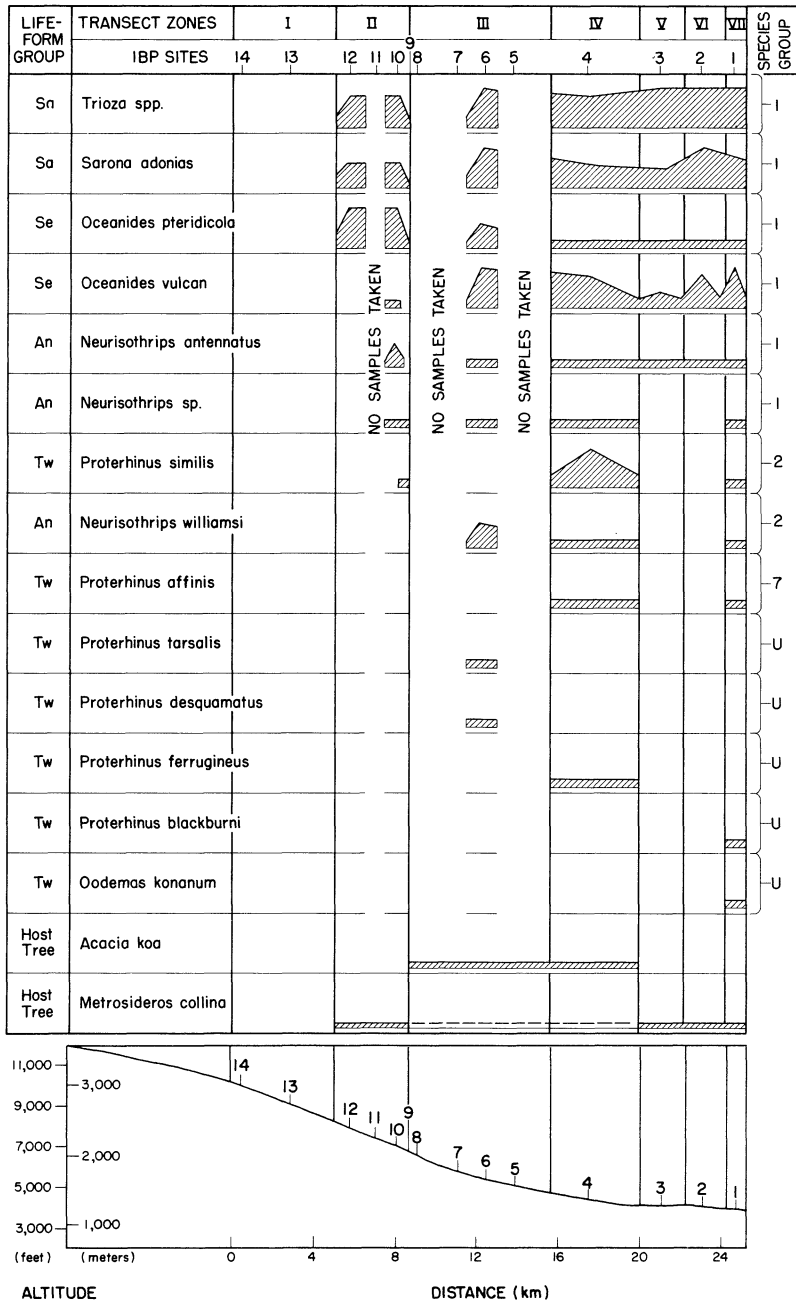 LIFE-FORM GROUP TRANSECT ZONES I II III IV V VI VII SPECIES GROUP
IBP SITES 14 13 12 11 10 9 8 7 6 5 4 3 2 1
Sa Trioza spp. 1
Sa Sarona adonias 1
Se Oceanides pteridicola 1
Se Oceanides vulcan 1
An Neurisothrips antennatus 1
An Neurisothrips sp. 1
NO SAMPLES TAKEN
NO SAMPLES TAKEN
NO SAMPLES TAKEN
Tw Proterhinus similis 2
An Neurisothrips williamsi 2
Tw Proterhinus affinis 7
Tw Proterhinus tarsalis U
Tw Proterhinus desquamatus U
Tw Proterhinus ferrugineus U
Tw Proterhinus blackburni U
Tw Oodemas konanum U
Host Tree Acacia koa
Host Tree Metrosideros collina
11,000
3,000
9,000
7,000
2,000
5,000
3,000
1,000
14 13 12 11 10 9 8 7 6 5 4 3 2 1
(feet) (meters) 0 4 8 12 16 20 24
ALTITUDE DISTANCE (km)